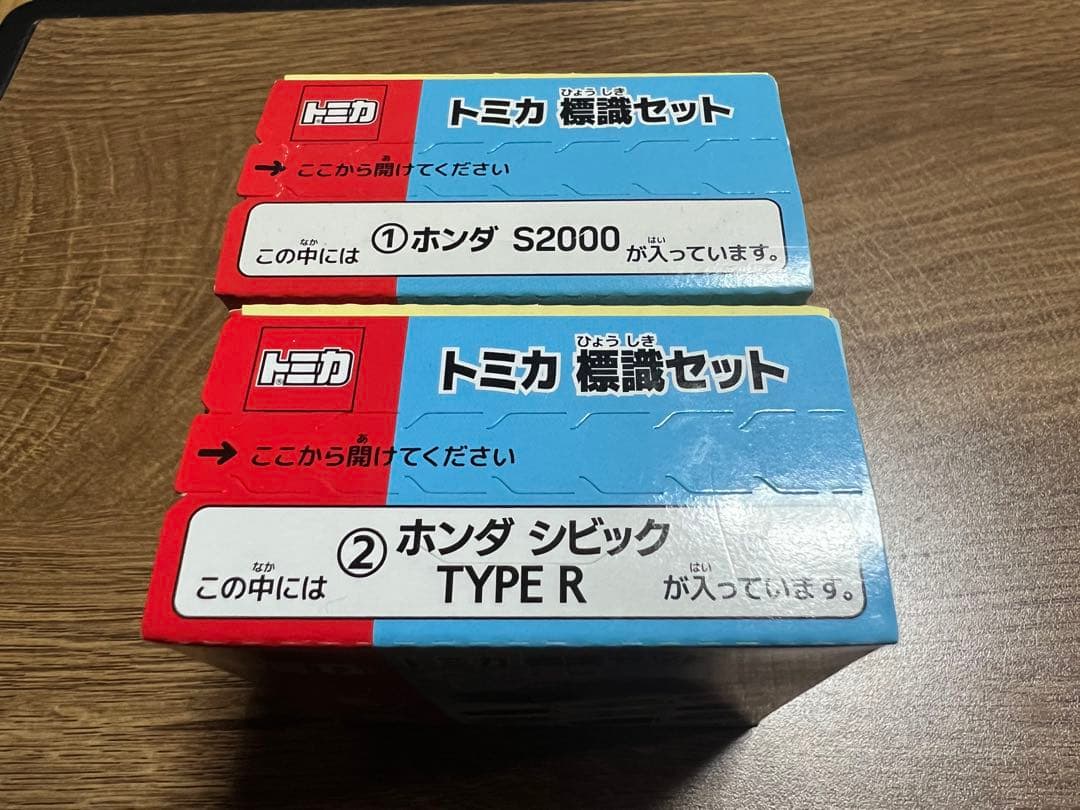 トミカ
トミカ 標識セット
ひょう しき
→ ここから開けてください
あ
この中には ①ホンダ S2000 が入っています。
なか
はい
トミカ
トミカ 標識セット
ひょう しき
→ ここから開けてください
あ
この中には ② ホンダ シビック
TYPE R が入っています。
なか
はい